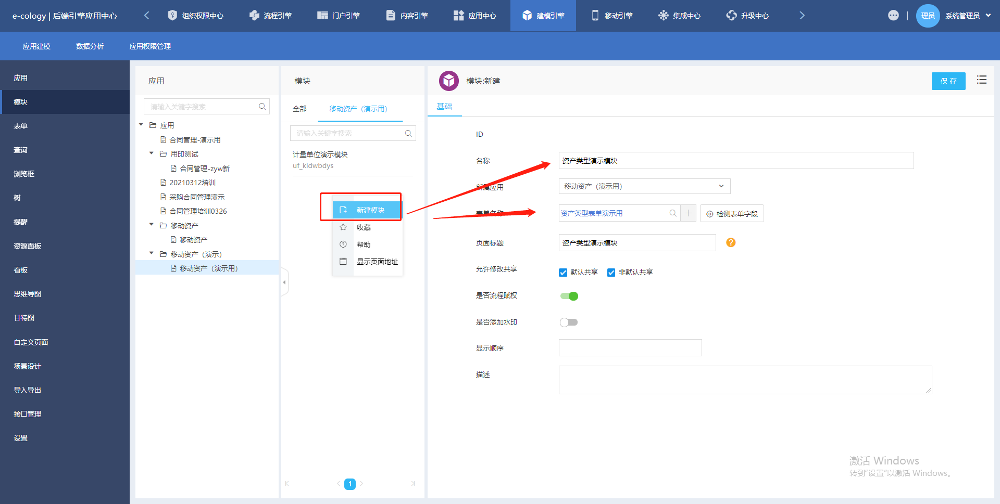 e-cology | 后端引擎应用中心
组织权限中心
流程引擎
门户引擎
内容引擎
应用中心
建模引擎
移动引擎
集成中心
升级中心
理员
系统管理员
应用建模
数据分析
应用权限管理
应用
模块
表单
查询
浏览框
树
提醒
资源面板
看板
思维导图
甘特图
自定义页面
场景设计
导入导出
接口管理
设置
应用
请输入关键字搜索
应用
合同管理-演示用
用印测试
合同管理-zyw新
20210312培训
采购合同管理演示
合同管理培训0326
移动资产
移动资产
移动资产（演示）
移动资产（演示用）
模块
全部
移动资产（演示用）
请输入关键字搜索
计量单位演示模块
uf_kldwbdys
新建模块
收藏
帮助
显示页面地址
1
模块:新建
保 存
基础
ID
名称
资产类型演示模块
所属应用
移动资产（演示用）
表单名称
资产类型表单演示用
检测表单字段
页面标题
资产类型演示模块
允许修改共享
默认共享
非默认共享
是否流程赋权
是否添加水印
显示顺序
描述
激活 Windows
转到"设置"以激活 Windows。